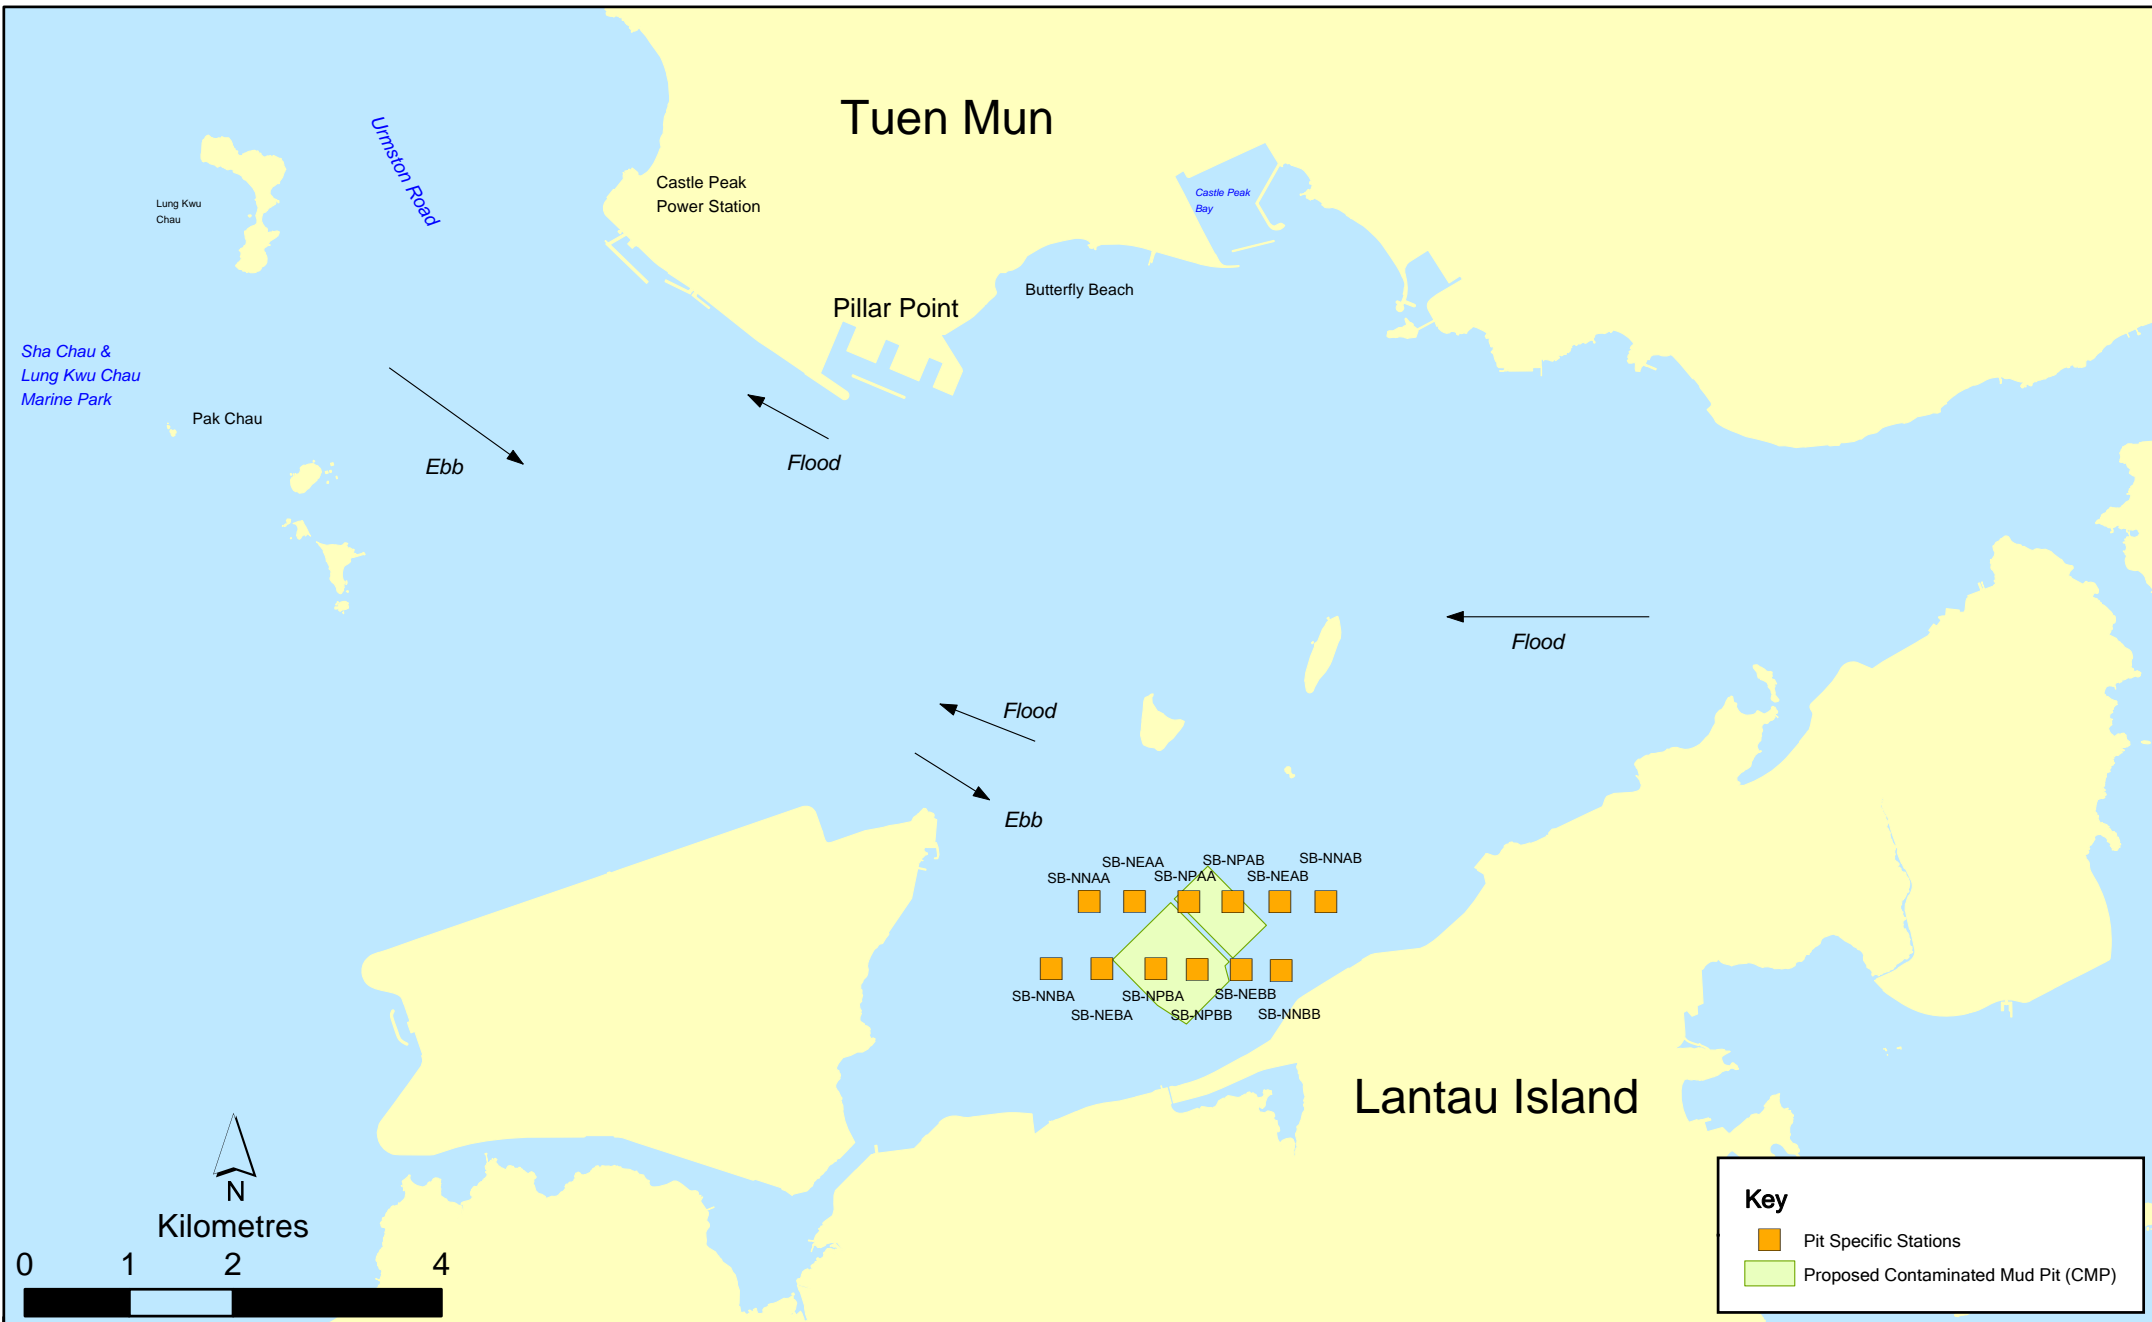 Tuen Mun
Urmston Road
Castle Peak
Power Station
Castle Peak
Bay
Lung Kwu
Chau
Butterfly Beach
Pillar Point
Sha Chau &
Lung Kwu Chau
Marine Park
Pak Chau
Ebb
Flood
Flood
Flood
Ebb
SB-NEAA
SB-NPAB
SB-NNAB
SB-NNAA
SB-NPAA
SB-NEAB
SB-NNBA
SB-NPBA
SB-NEBB
SB-NEBA
SB-NPBB
SB-NNBB
Lantau Island
N
Kilometres
0 1 2 4
Key
Pit Specific Stations
Proposed Contaminated Mud Pit (CMP)